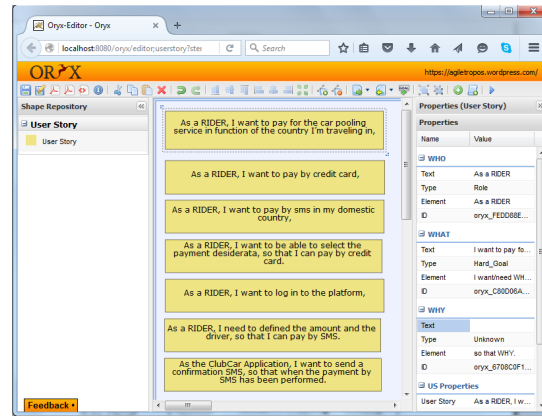 Oryx-Editor - Oryx
localhost:8080/oryx/editor;userstory?ster
Search
ORYX
https://agiletropos.wordpress.com/
Shape Repository
User Story
User Story
As a RIDER, I want to pay for the car pooling
service in function of the country I'm traveling in,
As a RIDER, I want to pay by credit card,
As a RIDER, I want to pay by sms in my domestic
country,
As a RIDER, I want to be able to select the
payment desiderata, so that I can pay by credit
card.
As a RIDER, I want to log in to the platform,
As a RIDER, I need to defined the amount and the
driver, so that I can pay by SMS.
As the ClubCar Application, I want to send a
confirmation SMS, so that when the payment by
SMS has been performed.
Feedback
Properties (User Story)
Properties
Name Value
WHO
Text As a RIDER
Type Role
Element As a RIDER
ID oryx_FEDD88E...
WHAT
Text I want to pay fo...
Type Hard_Goal
Element I want/need WH...
ID oryx_C80D06A...
WHY
Text
Type Unknown
Element so that WHY.
ID oryx_6708C0F1...
US Properties
User Story As a RIDER, I w...